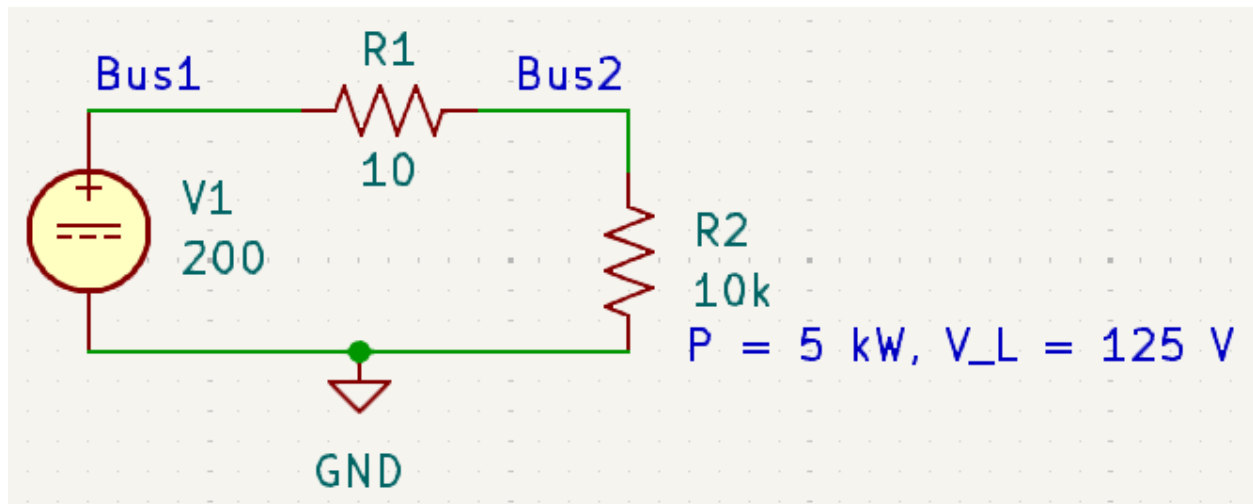 R1
Bus1
Bus2
10
V1
200
R2
10k
P = 5 kW, V_L = 125 V
GND